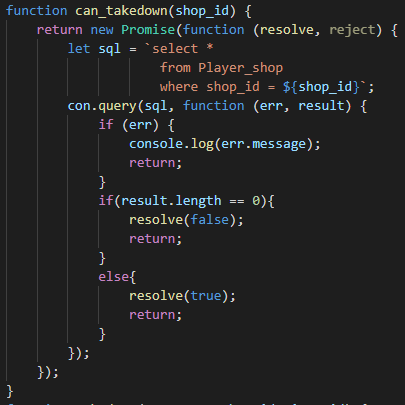 function can_takedown(shop_id) {
    return new Promise(function (resolve, reject) {
        let sql = `select *
                    from Player_shop
                    where shop_id = ${shop_id}`;
        con.query(sql, function (err, result) {
            if (err) {
                console.log(err.message);
                return;
            }
            if(result.length == 0){
                resolve(false);
                return;
            }
            else{
                resolve(true);
                return;
            }
        });
    });
}